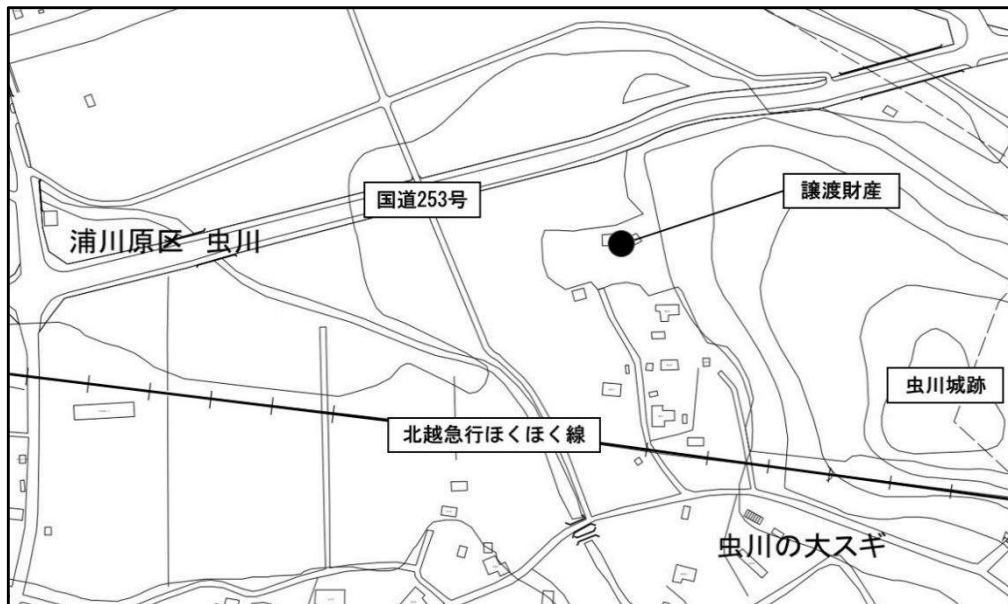 国道253号
譲渡財産
浦川原区 虫川
虫川城跡
北越急行ほくほく線
虫川の大スギ